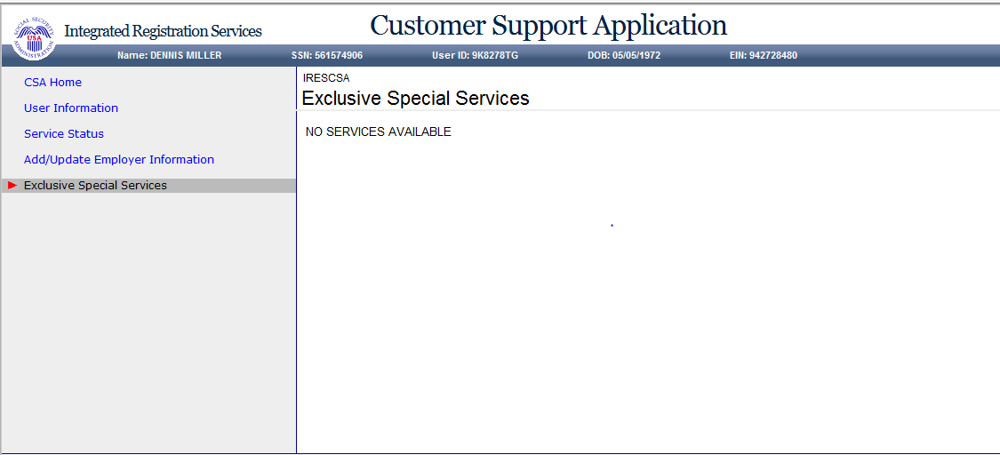 SOCIAL SECURITY ADMINISTRATION
USA
Integrated Registration Services
Customer Support Application
Name: DENNIS MILLER SSN: 561574906 User ID: 9K8278TG DOB: 05/05/1972 EIN: 942728480
CSA Home
User Information
Service Status
Add/Update Employer Information
Exclusive Special Services
IRESCSA
Exclusive Special Services
NO SERVICES AVAILABLE